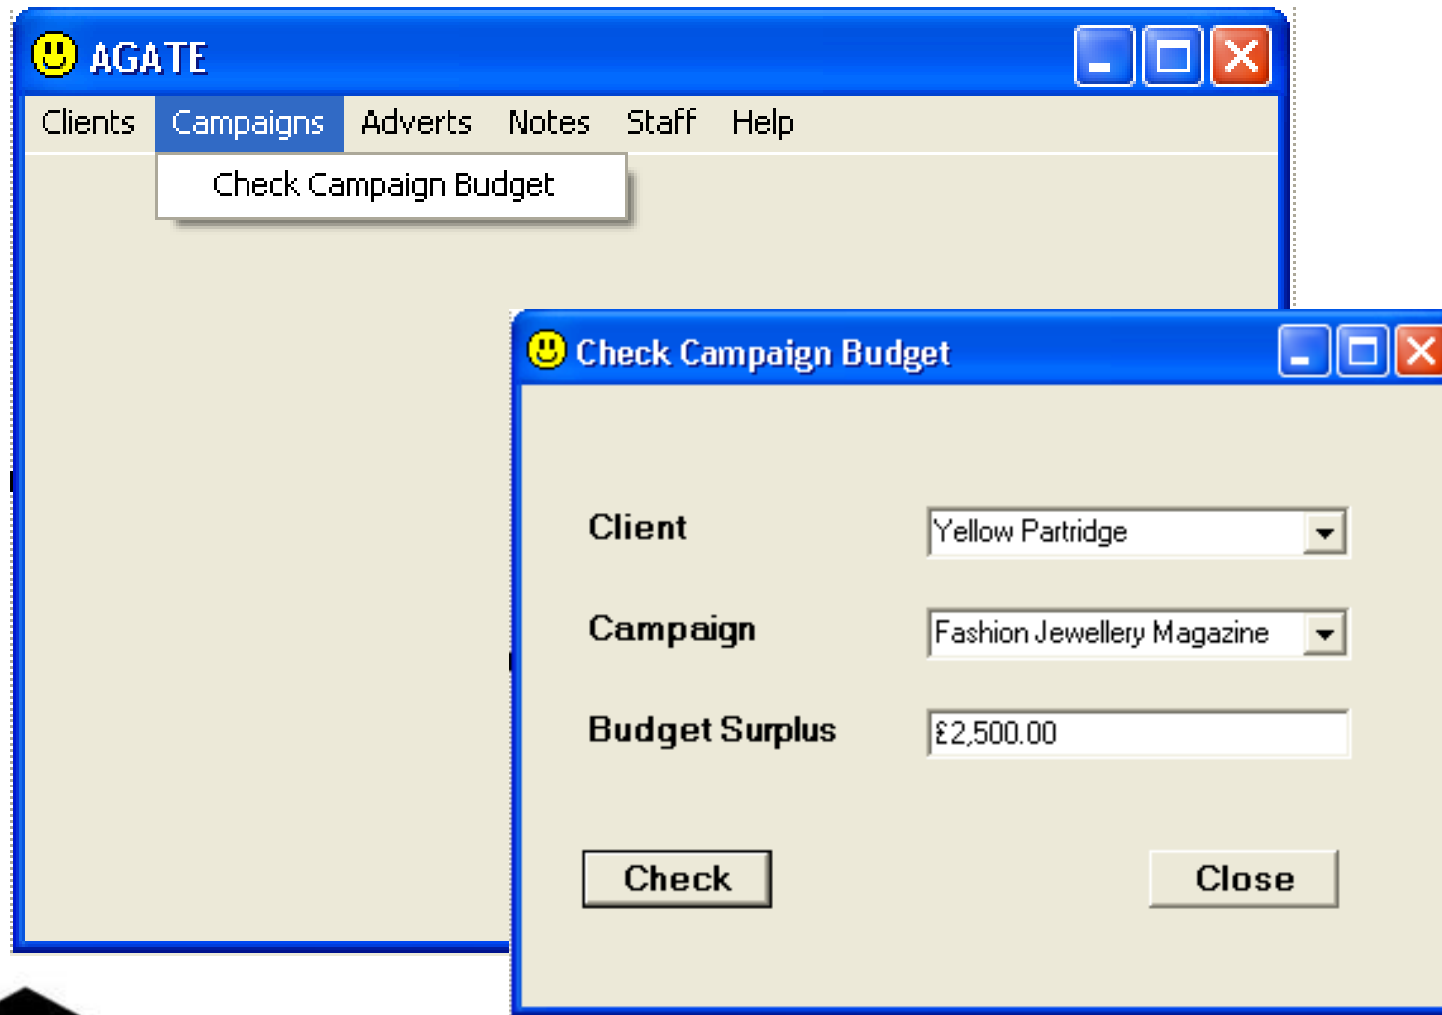 AGATE
Clients Campaigns Adverts Notes Staff Help
Check Campaign Budget
Check Campaign Budget
Client Yellow Partridge
Campaign Fashion Jewellery Magazine
Budget Surplus £2,500.00
Check Close